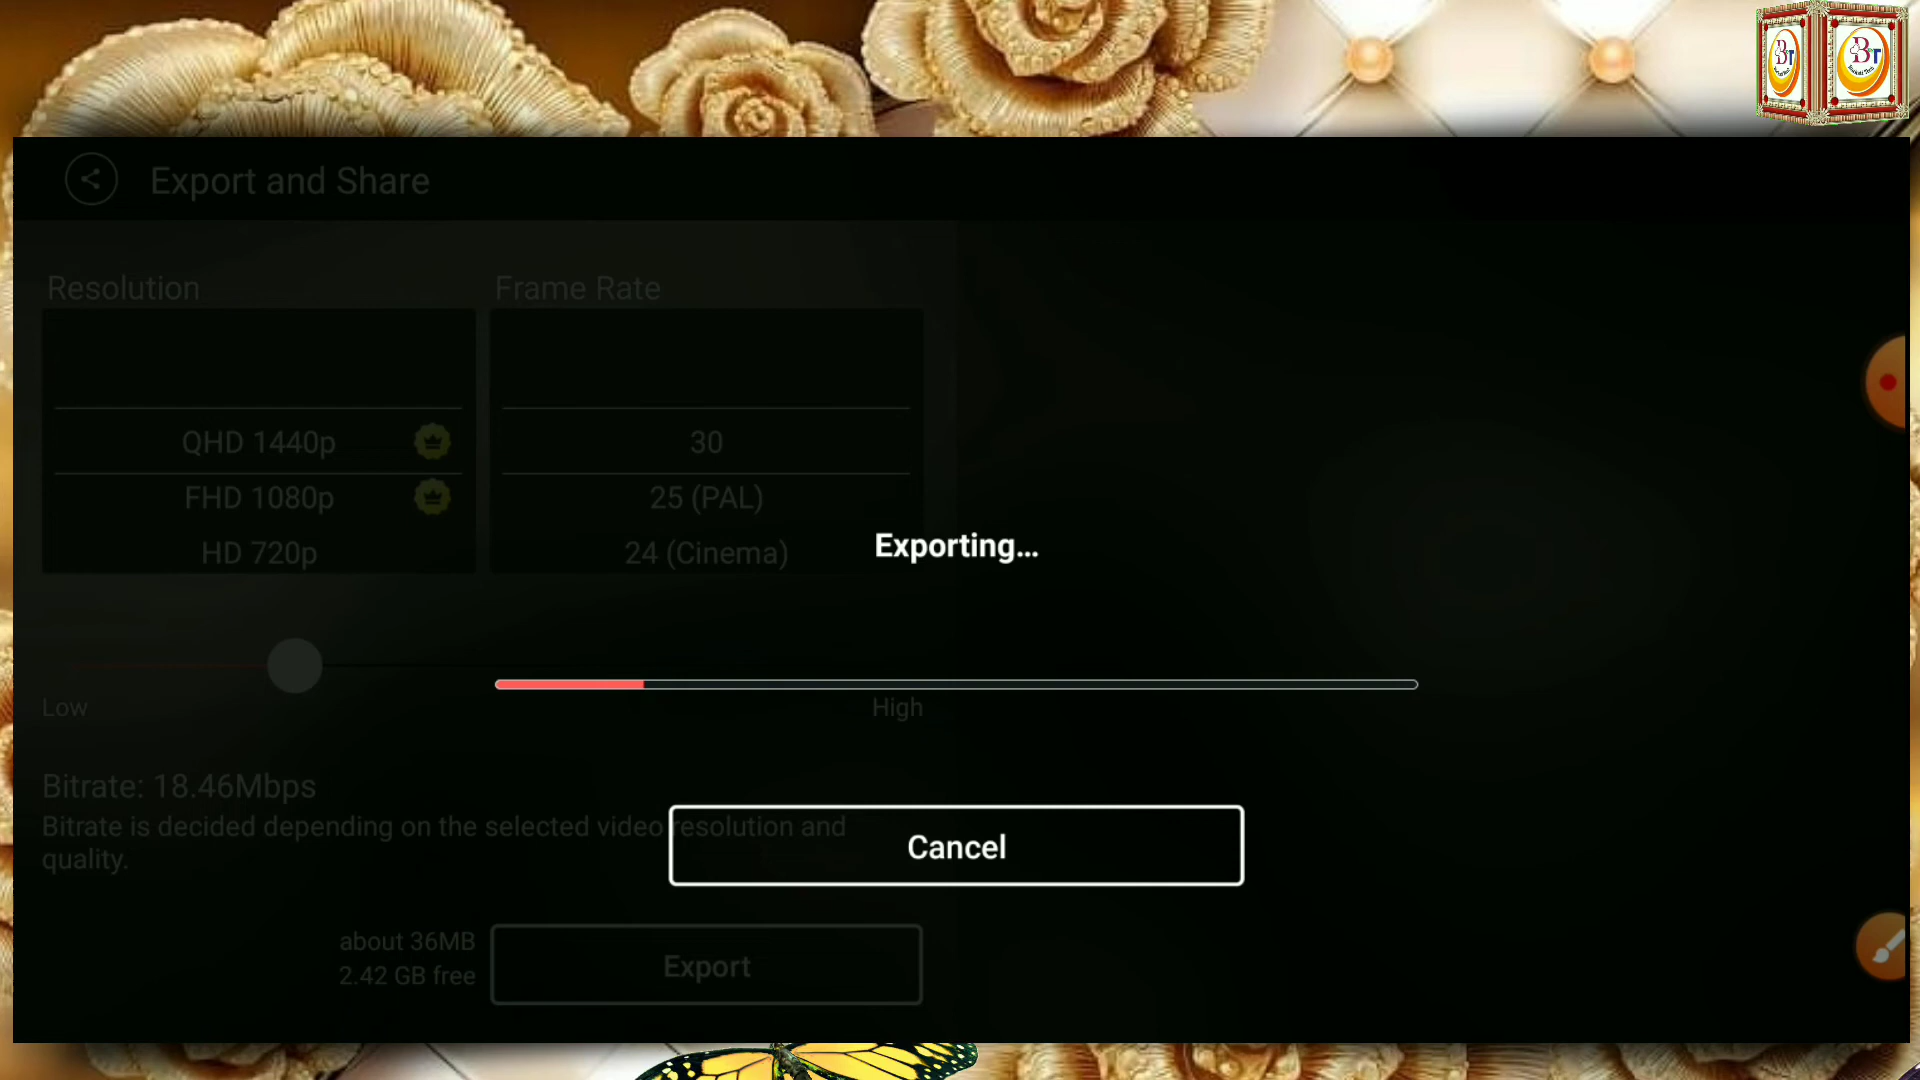 Export and Share
Resolution
Frame Rate
QHD 1440p
30
FHD 1080p
25 (PAL)
HD 720p
24 (Cinema)
Exporting...
Low
High
Bitrate: 18.46Mbps
Bitrate is decided depending on the selected video resolution and
quality.
Cancel
about 36MB
2.42 GB free
Export
BT
BT